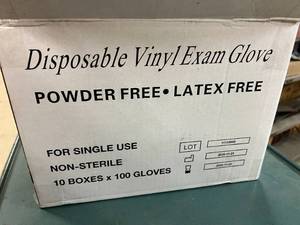 Disposable Vinyl Exam Glove
POWDER FREE• LATEX FREE
FOR SINGLE USE
NON-STERILE
10 BOXES x 100 GLOVES
LOT